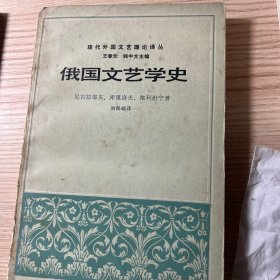 现代外国文艺理论译丛
王春元 钱中文主编
俄国文艺学史
尼古拉耶夫、库里洛夫、格利舒宁著
刘保端译